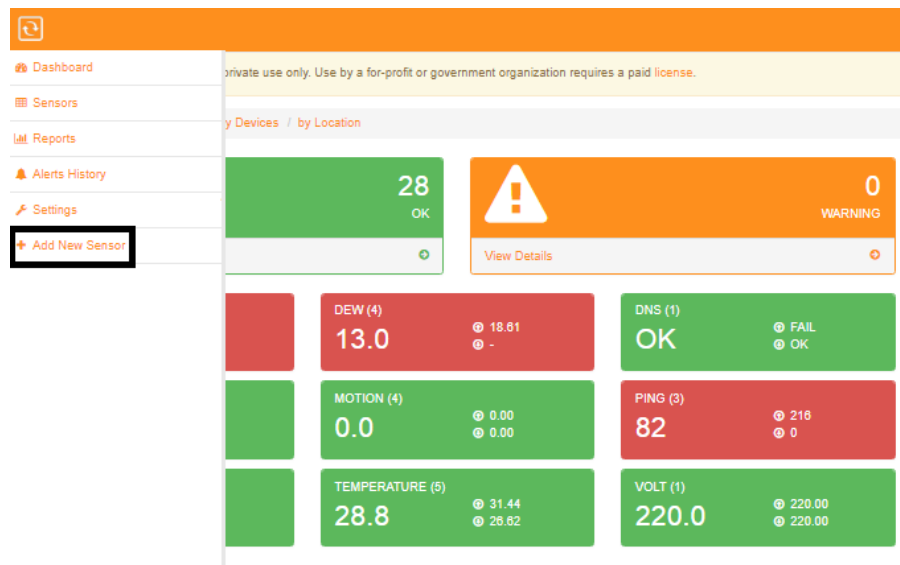 Dashboard
private use only. Use by a for-profit or government organization requires a paid license.
Sensors
y Devices / by Location
Reports
Alerts History
28
OK
0
WARNING
Settings
Add New Sensor
View Details
DEW (4)
13.0
18.61
-
DNS (1)
OK
FAIL
OK
MOTION (4)
0.0
0.00
0.00
PING (3)
82
216
0
TEMPERATURE (5)
28.8
31.44
26.62
VOLT (1)
220.0
220.00
220.00